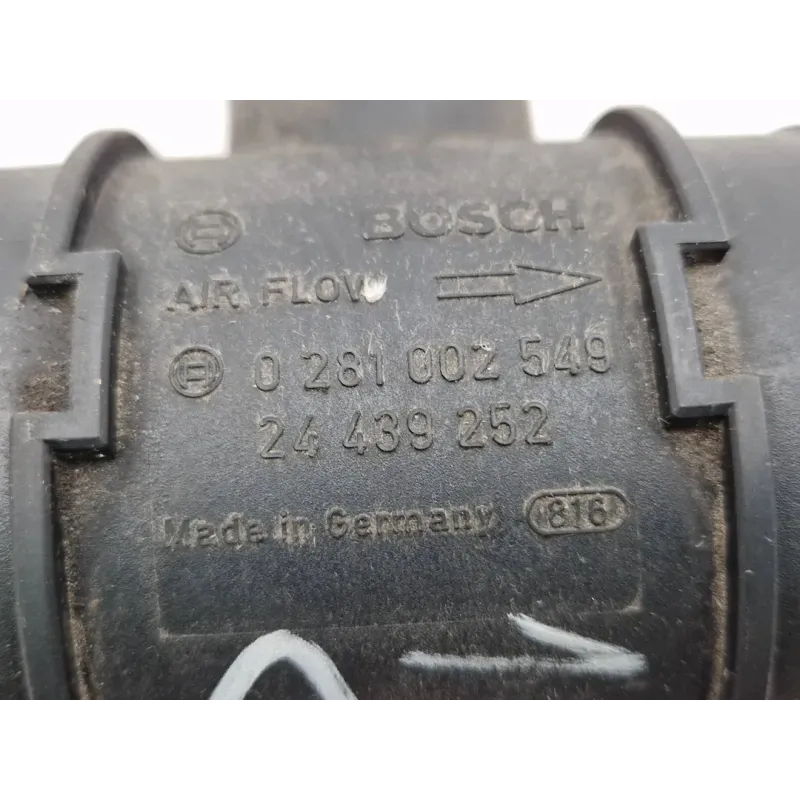 BOSCH
AIR FLOW
0 281 002 549
24 439 252
Made in Germany 816